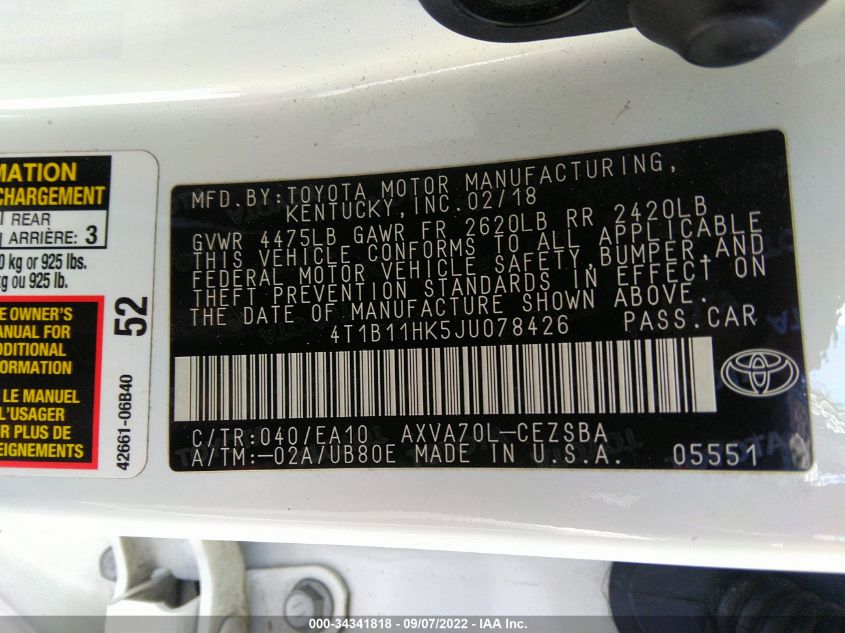 MATION
CHARGEMENT
REAR
ARRIÈRE: 3
0 kg or 925 lbs.
kg ou 925 lb.
OWNER'S
MANUAL FOR
ADDITIONAL
INFORMATION
LE MANUEL
L'USAGER
POUR PLUS DE
RENSEIGNEMENTS
52
42661-06B40
MFD.BY:TOYOTA MOTOR MANUFACTURING,
KENTUCKY,INC.02/18
GVWR 4475LB GAWR FR 2620LB RR 2420LB
THIS VEHICLE CONFORMS TO ALL APPLICABLE
FEDERAL MOTOR VEHICLE SAFETY,BUMPER,AND
THEFT PREVENTION STANDARDS IN EFFECT ON
THE DATE OF MANUFACTURE SHOWN ABOVE.
4T1B11HK5JU078426 PASS.CAR
C/TR:040/EA10 AXVA70L-CEZSBA
A/TM:-02A/UB80E MADE IN U.S.A. 05551
000-34341818 - 09/07/2022 - IAA Inc.